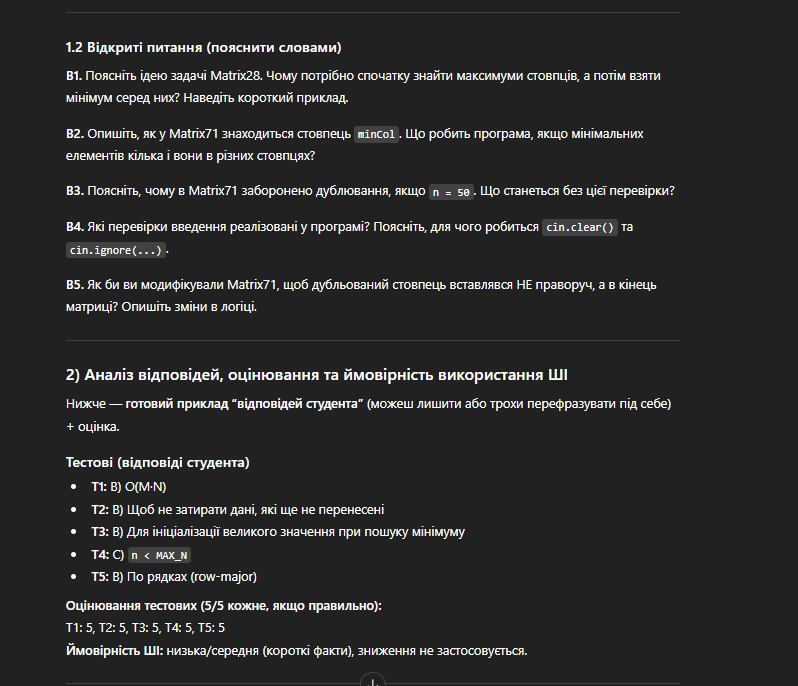 1.2 Відкриті питання (пояснити словами)
B1. Поясніть ідею задачі Matrix28. Чому потрібно спочатку знайти максимуми стовпців, а потім взяти
мінімум серед них? Наведіть короткий приклад.
B2. Опишіть, як у Matrix71 знаходиться стовпець minCol. Що робить програма, якщо мінімальних
елементів кілька і вони в різних стовпцях?
B3. Поясніть, чому в Matrix71 заборонено дублювання, якщо n = 50. Що станеться без цієї перевірки?
B4. Які перевірки введення реалізовані у програмі? Поясніть, для чого робиться cin.clear() та
cin.ignore(...).
B5. Як би ви модифікували Matrix71, щоб дубльований стовпець вставлявся НЕ праворуч, а в кінець
матриці? Опишіть зміни в логіці.
2) Аналіз відповідей, оцінювання та ймовірність використання ШІ
Нижче — готовий приклад “відповідей студента” (можеш лишити або трохи перефразувати під себе)
+ оцінка.
Тестові (відповіді студента)
• T1: B) O(M·N)
• T2: B) Щоб не затирати дані, які ще не перенесені
• T3: B) Для ініціалізації великого значення при пошуку мінімуму
• T4: C) n < MAX_N
• T5: B) По рядках (row-major)
Оцінювання тестових (5/5 кожне, якщо правильно):
T1: 5, T2: 5, T3: 5, T4: 5, T5: 5
Ймовірність ШІ: низька/середня (короткі факти), зниження не застосовується.